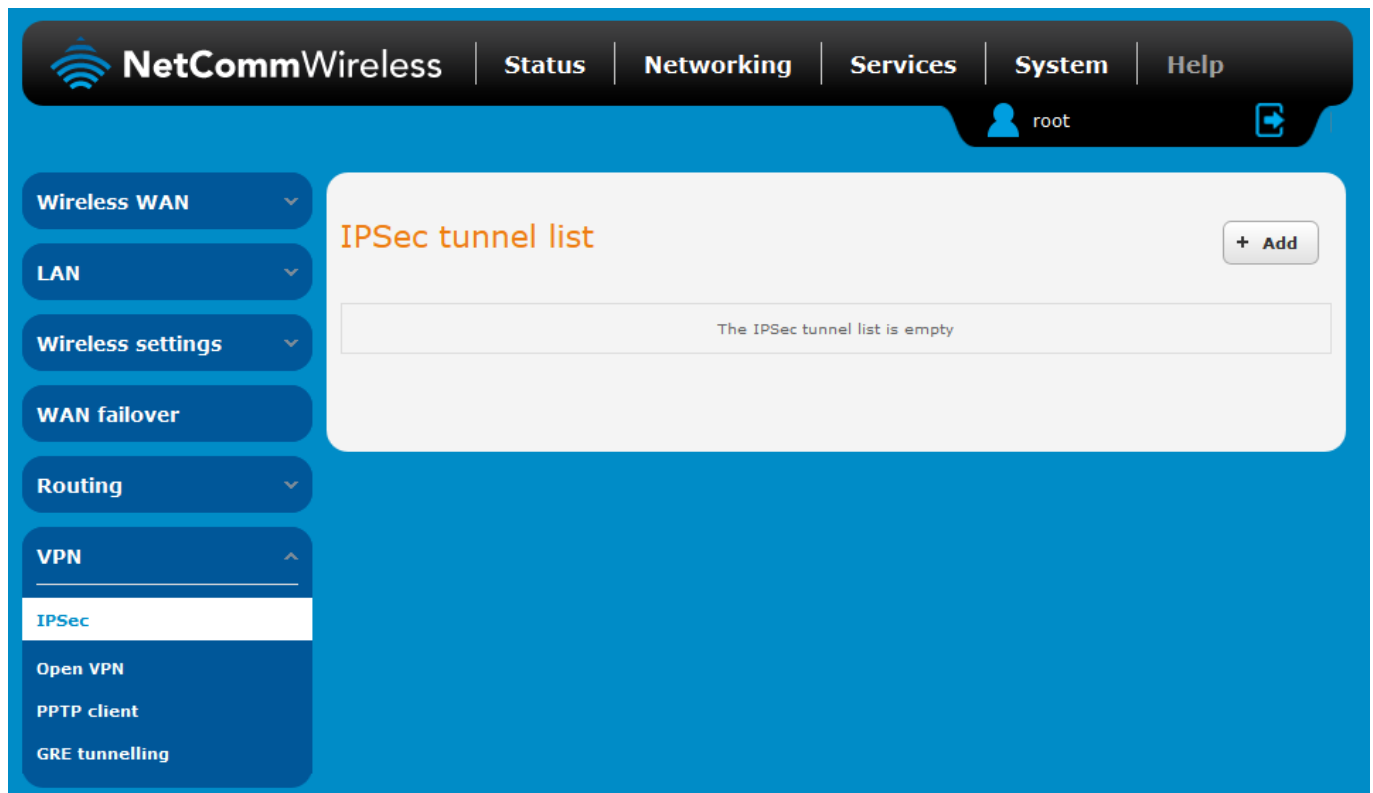 NetCommWireless Status Networking Services System Help
root
Wireless WAN
LAN
Wireless settings
WAN failover
Routing
VPN
IPSec
Open VPN
PPTP client
GRE tunnelling
IPSec tunnel list
+ Add
The IPSec tunnel list is empty